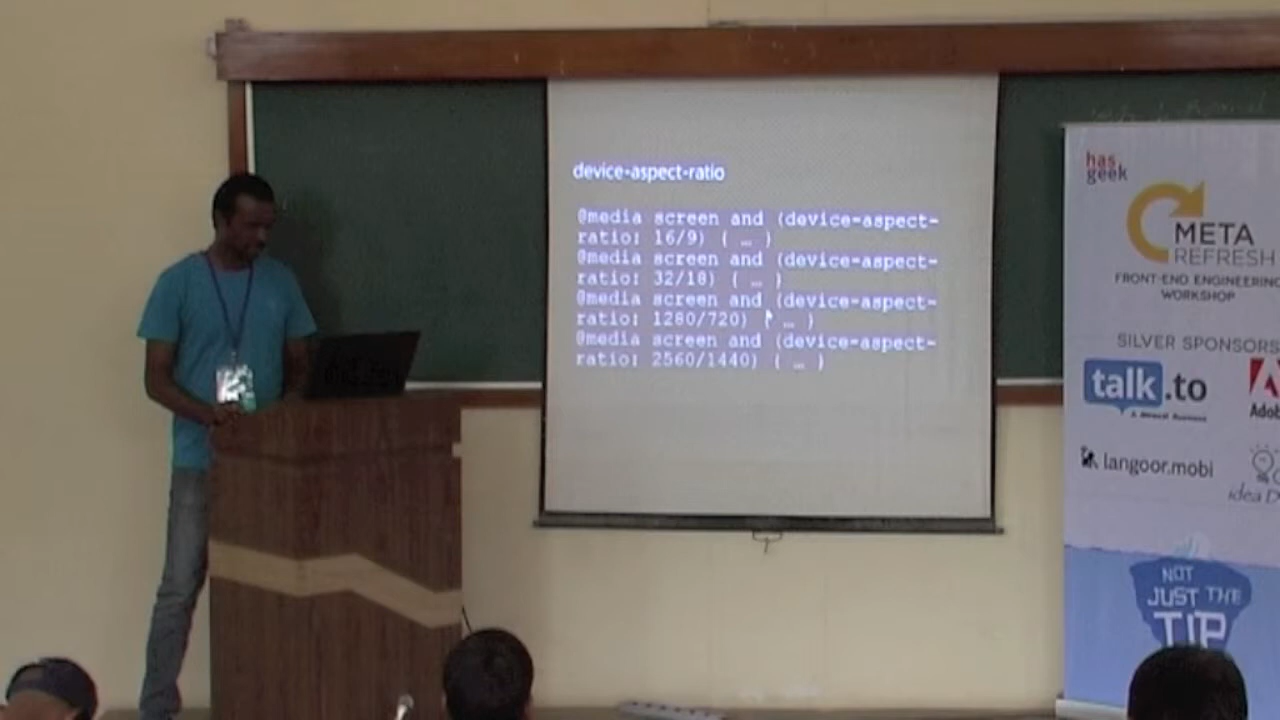 device-aspect-ratio
@media screen and (device-aspect-
ratio: 16/9) { … }
@media screen and (device-aspect-
ratio: 32/18) { … }
@media screen and (device-aspect-
ratio: 1280/720) { … }
@media screen and (device-aspect-
ratio: 2560/1440) { … }
has
geek
META
REFRESH
FRONT-END ENGINEERING
WORKSHOP
SILVER SPONSORS
talk.to
Adob
langoor.mobi
idea D
NOT
JUST THE
TIP